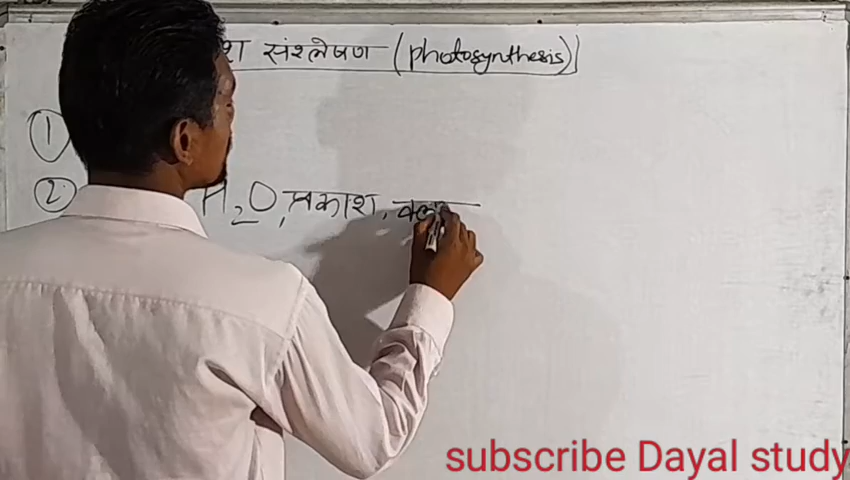 संश्लेषण (photosynthesis)
1
2. H2O, प्रकाश,
subscribe Dayal study